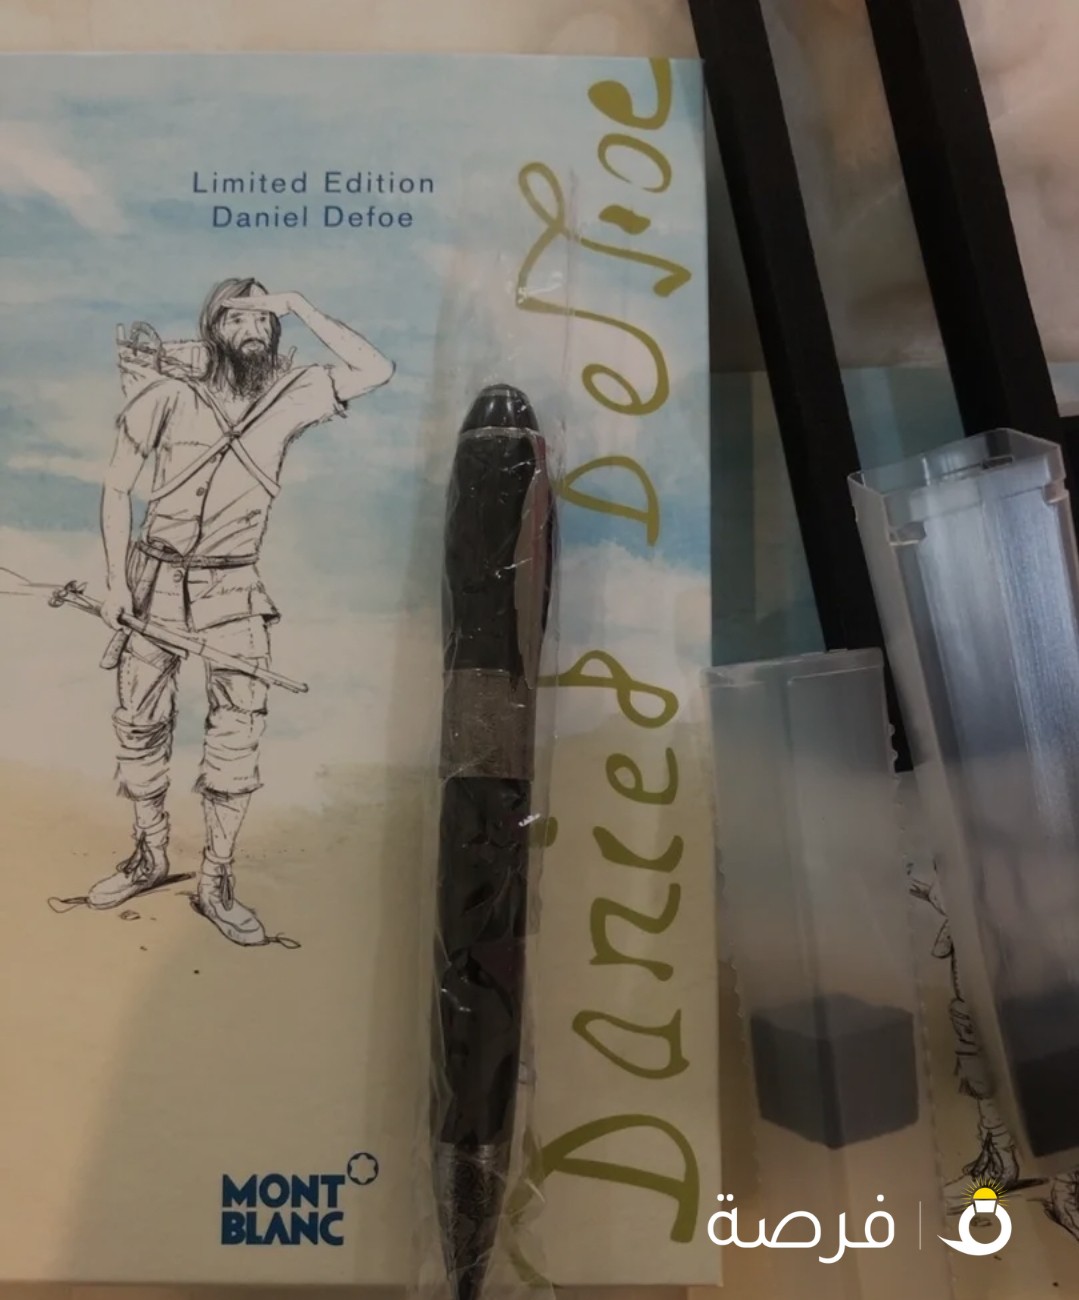 Limited Edition
Daniel Defoe
Daniel Defoe
MONT
BLANC
فرصة